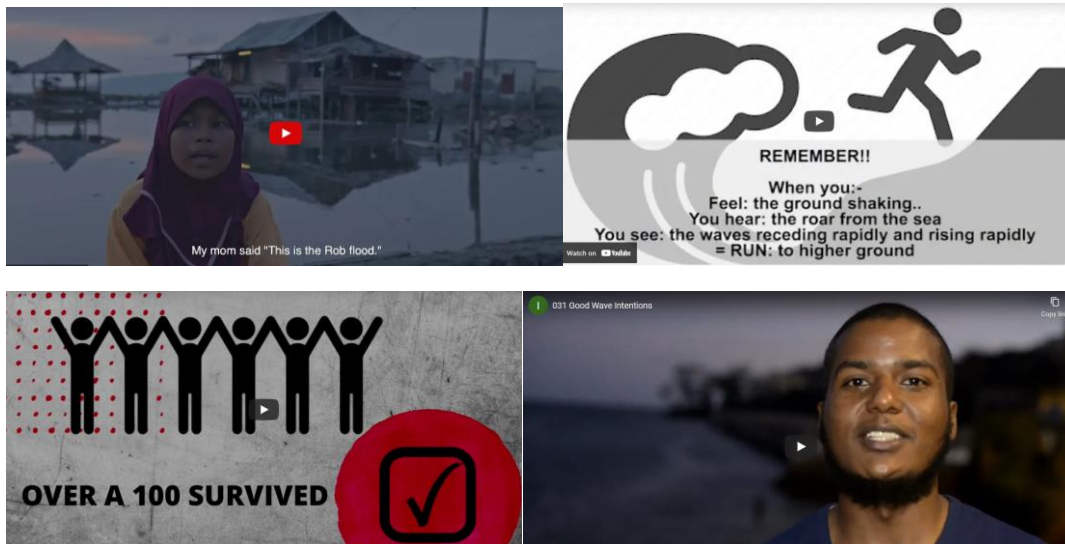 My mom said "This is the Rob flood."
REMEMBER!!
When you:-
Feel: the ground shaking..
You hear: the roar from the sea
You see: the waves receding rapidly and rising rapidly
= RUN: to higher ground
Watch on YouTube
OVER A 100 SURVIVED
I
031 Good Wave Intentions